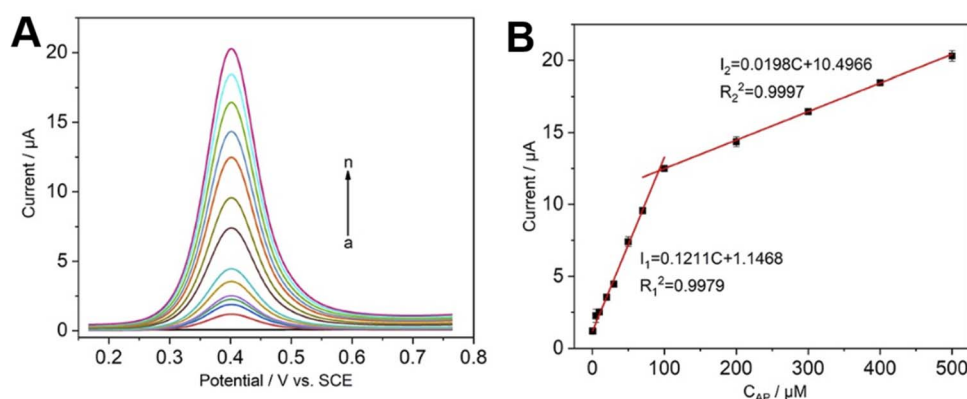 A
Current / µA
20
15
10
5
0
n
a
0.2 0.3 0.4 0.5 0.6 0.7 0.8
Potential / V vs. SCE
B
Current / µA
20
15
10
5
0
I₂=0.0198C+10.4966
R₂²=0.9997
I₁=0.1211C+1.1468
R₁²=0.9979
0 100 200 300 400 500
C_AP / µM